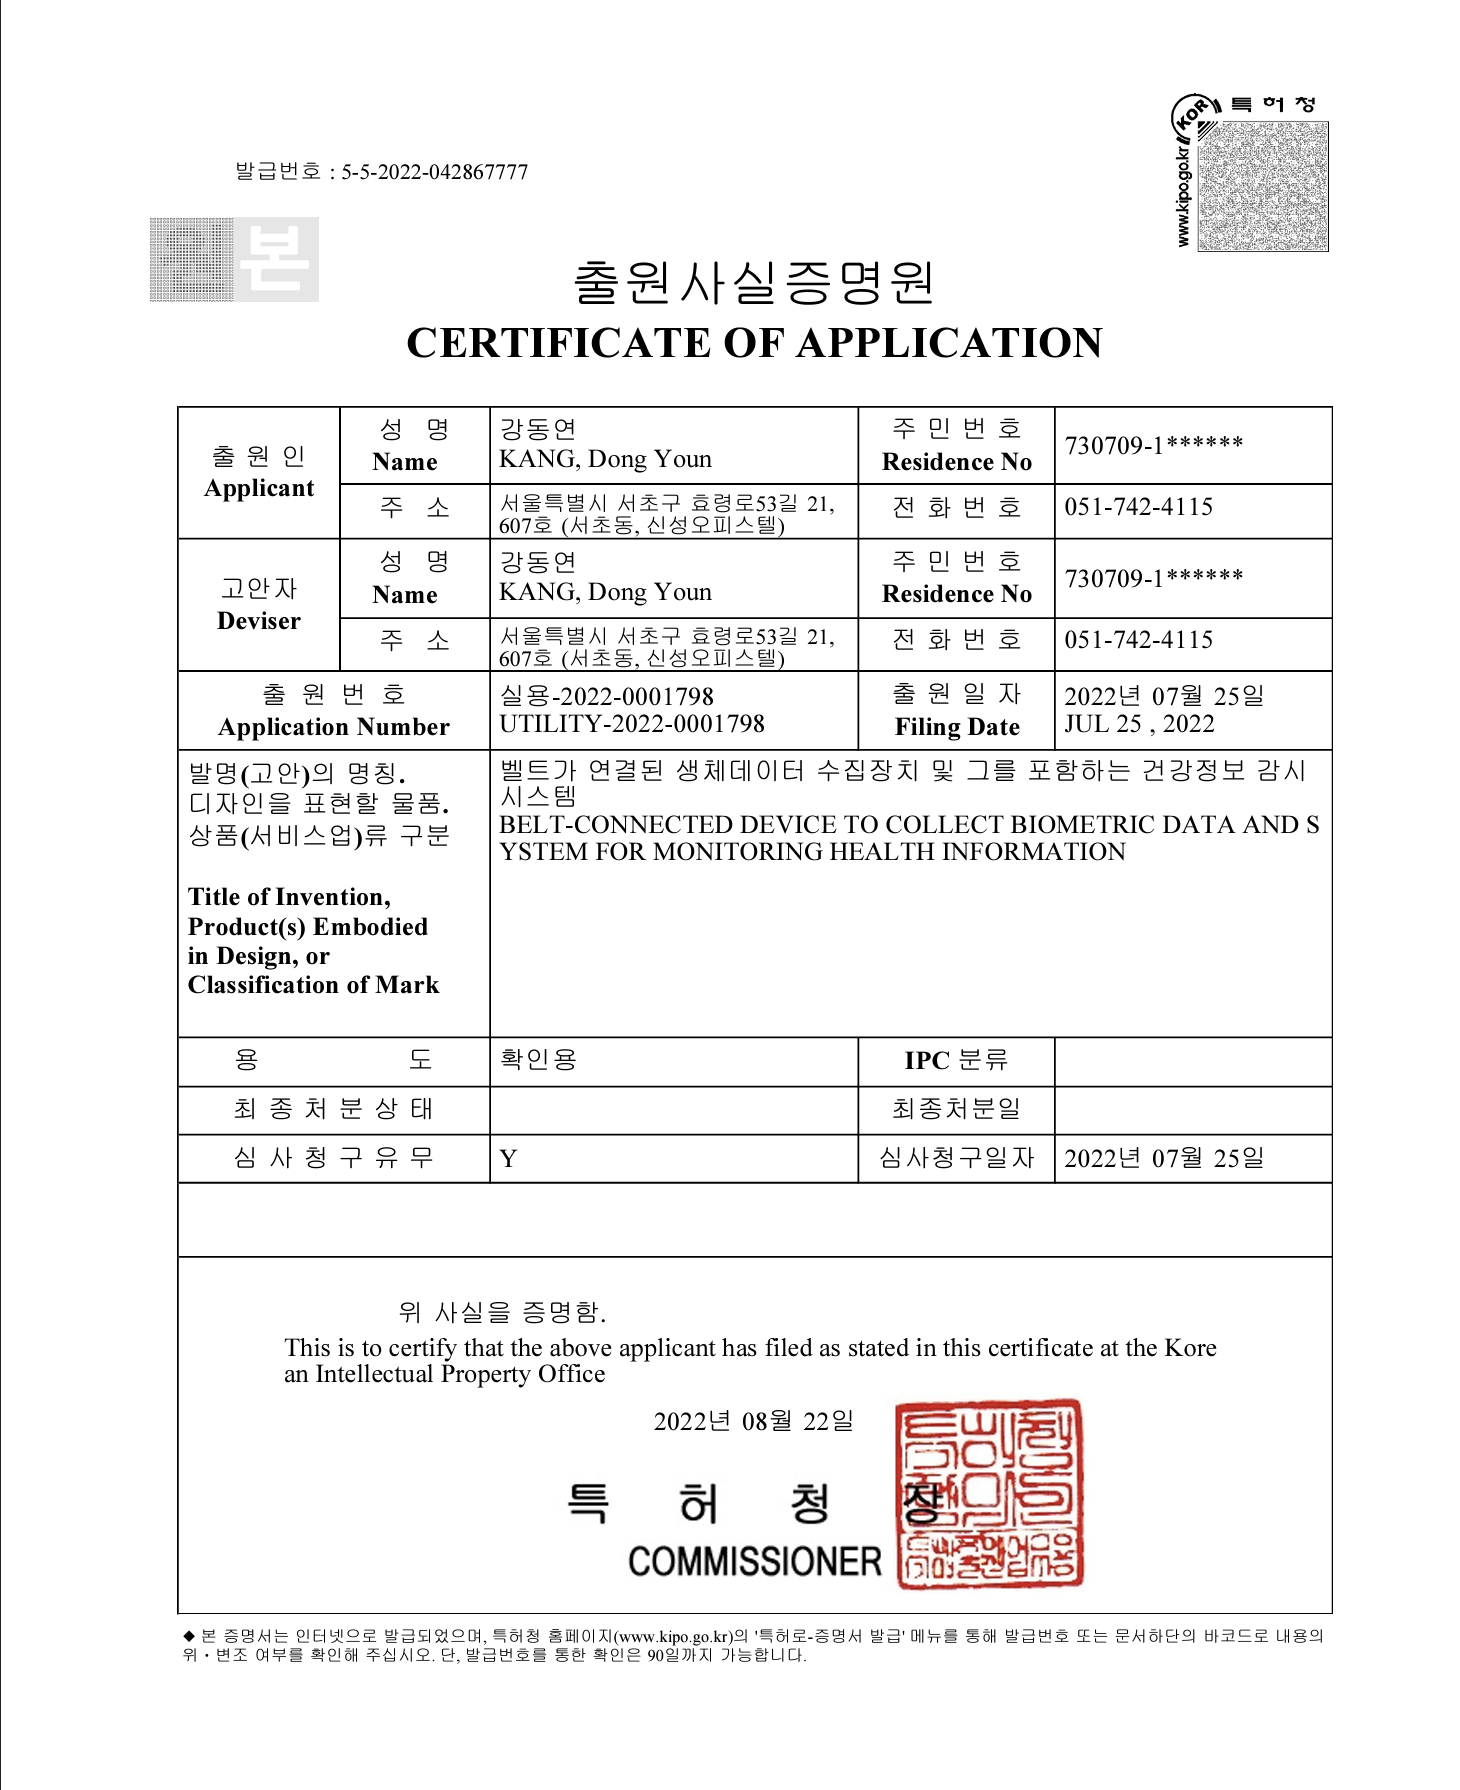 특허청
KOR
www.kipo.go.kr
발급번호 : 5-5-2022-042867777
본
출원사실증명원
CERTIFICATE OF APPLICATION
출 원 인
Applicant
성 명
Name
강동연
KANG, Dong Youn
주 민 번 호
Residence No
730709-1******
주 소
서울특별시 서초구 효령로53길 21,
607호 (서초동, 신성오피스텔)
전 화 번 호
051-742-4115
고안자
Deviser
성 명
Name
강동연
KANG, Dong Youn
주 민 번 호
Residence No
730709-1******
주 소
서울특별시 서초구 효령로53길 21,
607호 (서초동, 신성오피스텔)
전 화 번 호
051-742-4115
출 원 번 호
Application Number
실용-2022-0001798
UTILITY-2022-0001798
출 원 일 자
Filing Date
2022년 07월 25일
JUL 25 , 2022
발명(고안)의 명칭.
디자인을 표현할 물품.
상품(서비스업)류 구분
Title of Invention,
Product(s) Embodied
in Design, or
Classification of Mark
벨트가 연결된 생체데이터 수집장치 및 그를 포함하는 건강정보 감시
시스템
BELT-CONNECTED DEVICE TO COLLECT BIOMETRIC DATA AND S
YSTEM FOR MONITORING HEALTH INFORMATION
용 도
확인용
IPC 분류
최 종 처 분 상 태
최종처분일
심 사 청 구 유 무
Y
심사청구일자
2022년 07월 25일
위 사실을 증명함.
This is to certify that the above applicant has filed as stated in this certificate at the Kore
an Intellectual Property Office
2022년 08월 22일
특 허 청 장
COMMISSIONER
◆ 본 증명서는 인터넷으로 발급되었으며, 특허청 홈페이지(www.kipo.go.kr)의 '특허로-증명서 발급' 메뉴를 통해 발급번호 또는 문서하단의 바코드로 내용의
위・변조 여부를 확인해 주십시오. 단, 발급번호를 통한 확인은 90일까지 가능합니다.